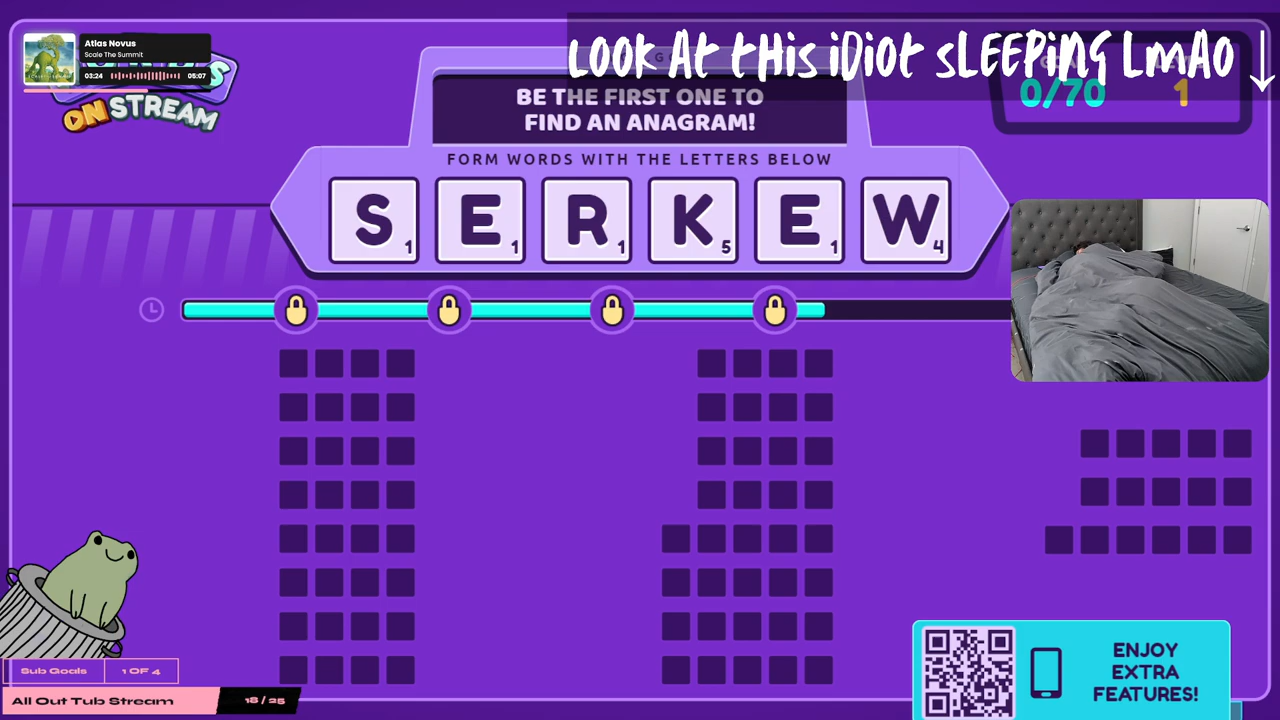 Atlas Novus
Scale The Summit
03:24
05:07
ON STREAM
LOOK At tHis iDiOt sLEEPiNG LmAO
0/70
1
BE THE FIRST ONE TO
FIND AN ANAGRAM!
FORM WORDS WITH THE LETTERS BELOW
S 1 E 1 R 1 K 5 E 1 W 4
Sub Goals 1 OF 4
All Out Tub Stream 18 / 25
ENJOY
EXTRA
FEATURES!